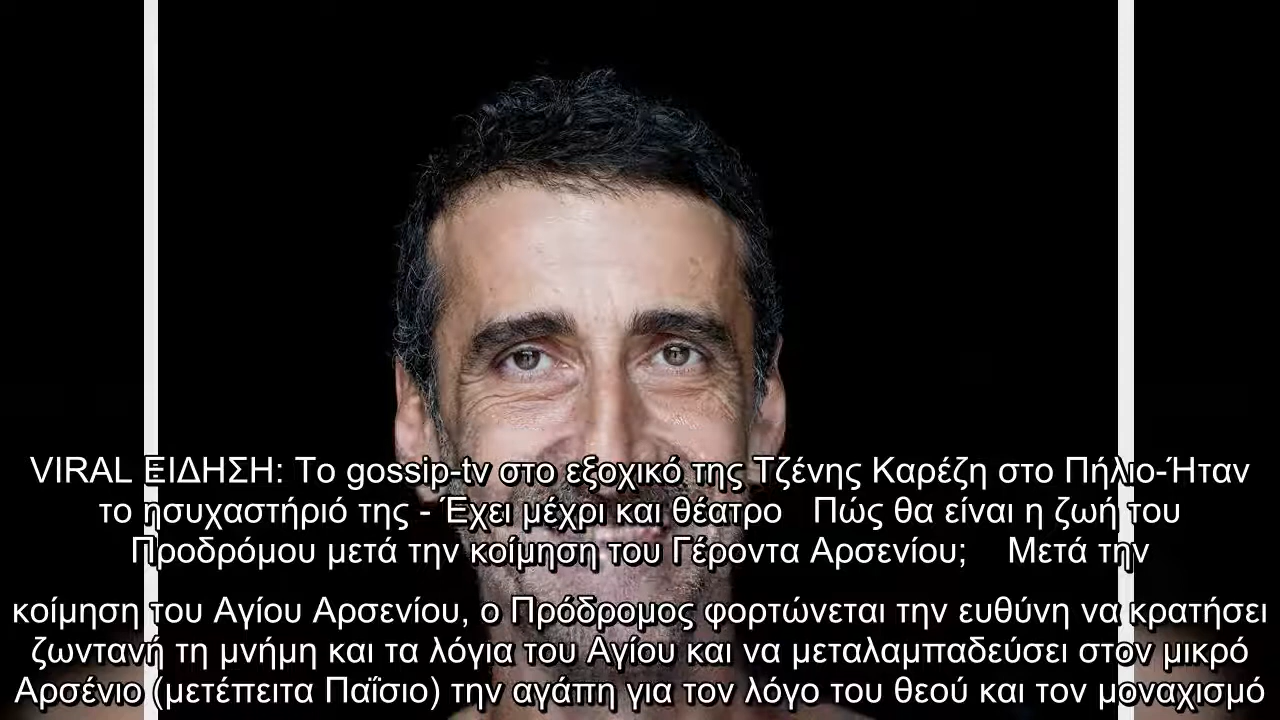 VIRAL ΕΙΔΗΣΗ: Το gossip-tv στο εξοχικό της Τζένης Καρέζη στο Πήλιο-Ήταν
το ησυχαστήριό της - Έχει μέχρι και θέατρο   Πώς θα είναι η ζωή του
Προδρόμου μετά την κοίμηση του Γέροντα Αρσενίου;    Μετά την
κοίμηση του Αγίου Αρσενίου, ο Πρόδρομος φορτώνεται την ευθύνη να κρατήσει
ζωντανή τη μνήμη και τα λόγια του Αγίου και να μεταλαμπαδεύσει στον μικρό
Αρσένιο (μετέπειτα Παΐσιο) την αγάπη για τον λόγο του θεού και τον μοναχισμό